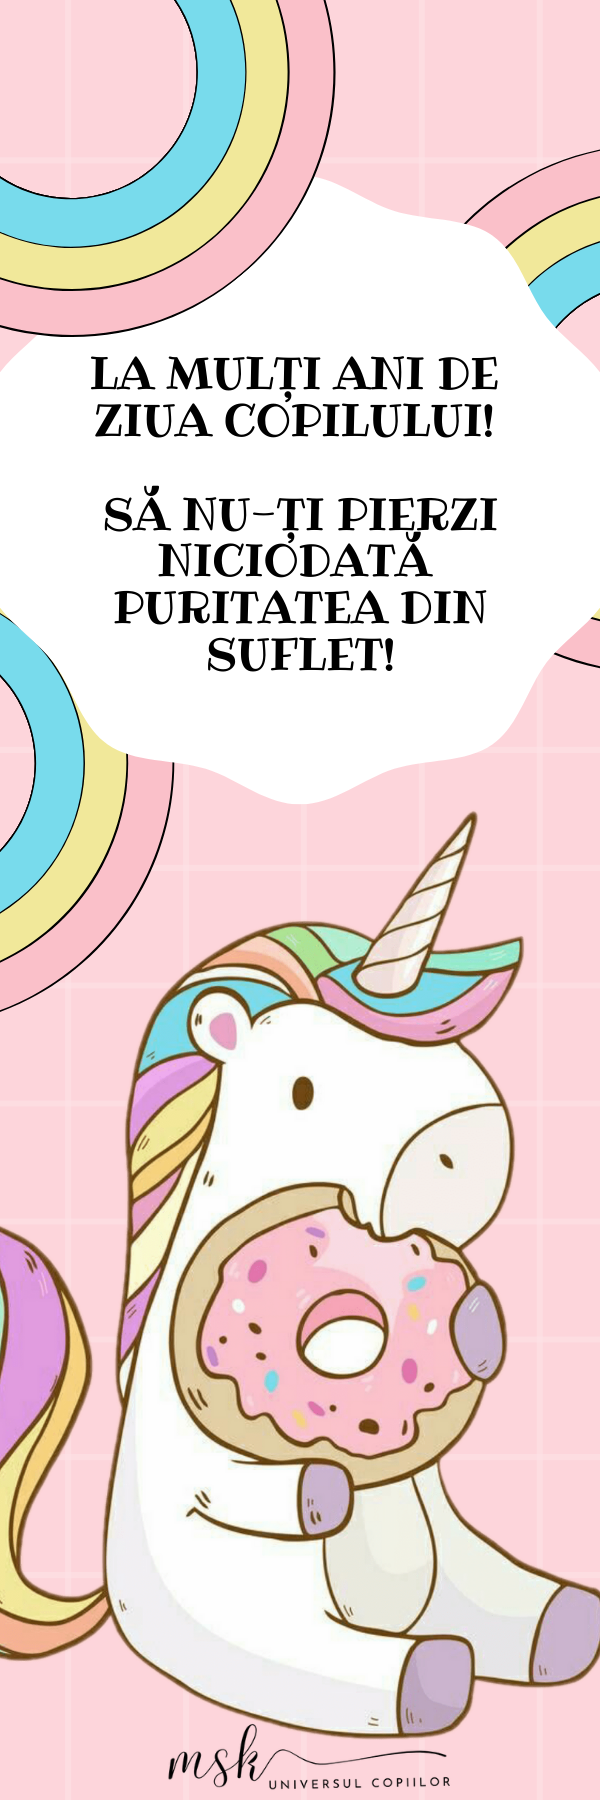 LA MULȚI ANI DE
ZIUA COPILULUI!
SĂ NU-ȚI PIERZI
NICIODATĂ
PURITATEA DIN
SUFLET!
msk
UNIVERSUL COPIILOR